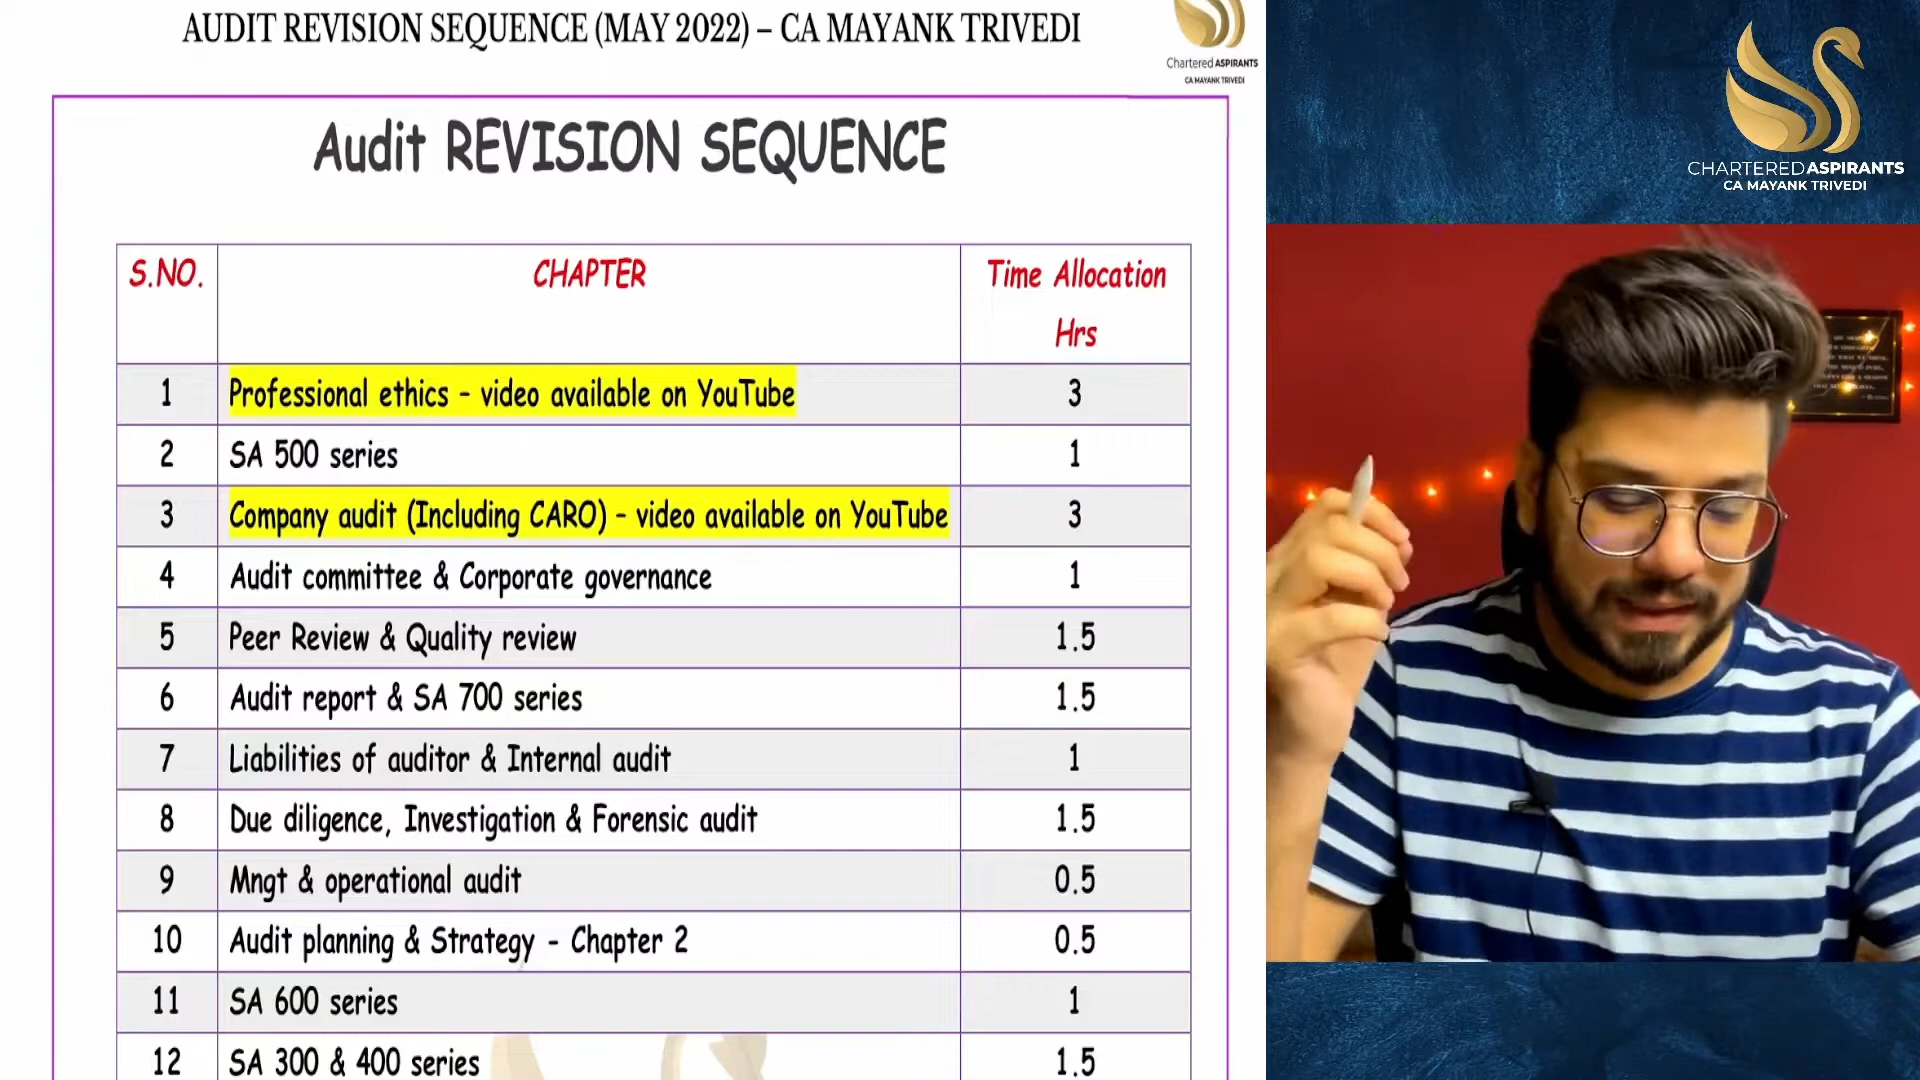 AUDIT REVISION SEQUENCE (MAY 2022) – CA MAYANK TRIVEDI
Chartered ASPIRANTS
CA MAYANK TRIVEDI
CHARTERED ASPIRANTS
CA MAYANK TRIVEDI
Audit REVISION SEQUENCE
S.NO. CHAPTER Time Allocation
Hrs
1 Professional ethics – video available on YouTube 3
2 SA 500 series 1
3 Company audit (Including CARO) – video available on YouTube 3
4 Audit committee & Corporate governance 1
5 Peer Review & Quality review 1.5
6 Audit report & SA 700 series 1.5
7 Liabilities of auditor & Internal audit 1
8 Due diligence, Investigation & Forensic audit 1.5
9 Mngt & operational audit 0.5
10 Audit planning & Strategy - Chapter 2 0.5
11 SA 600 series 1
12 SA 300 & 400 series 1.5